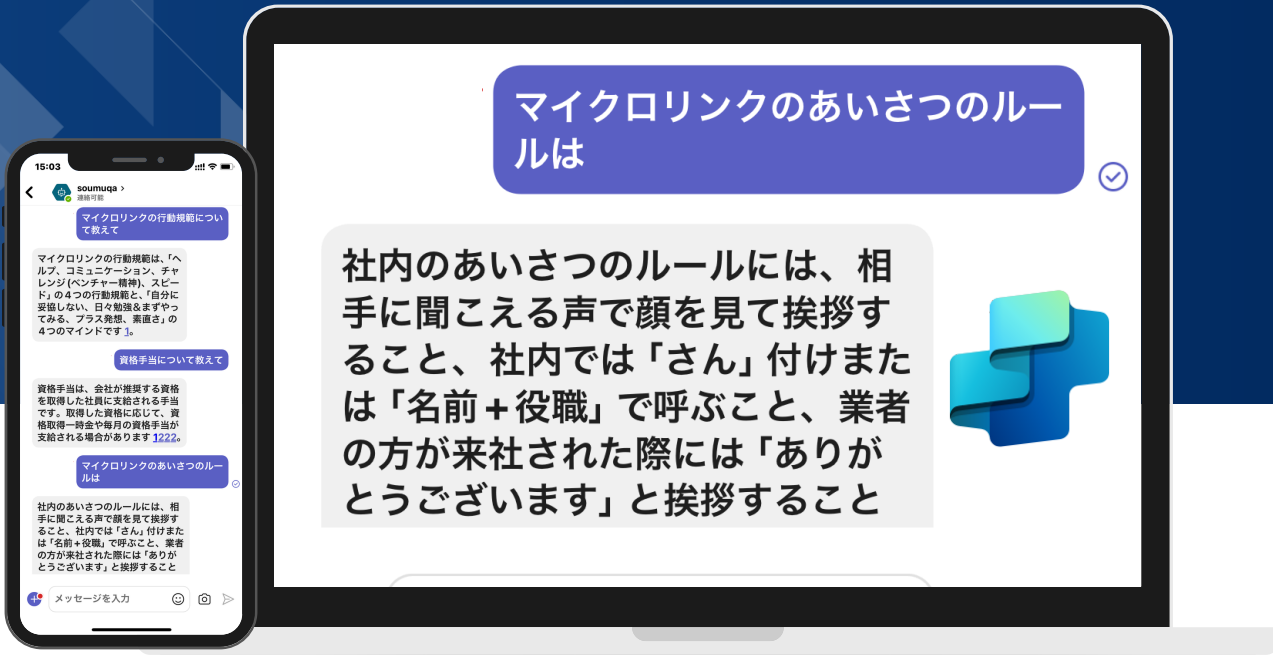 15:03
soumuqa
連絡可能
マイクロリンクの行動規範につい
て教えて
マイクロリンクの行動規範は、「ヘ
ルプ、コミュニケーション、チャ
レンジ(ベンチャー精神)、スピー
ド」の4つの行動規範と、「自分に
妥協しない、日々勉強&まずやっ
てみる、プラス発想、素直さ」の
4つのマインドです 1。
資格手当について教えて
資格手当は、会社が推奨する資格
を取得した社員に支給される手当
です。取得した資格に応じて、資
格取得一時金や毎月の資格手当が
支給される場合があります 1222。
マイクロリンクのあいさつのルー
ルは
社内のあいさつのルールには、相
手に聞こえる声で顔を見て挨拶す
ること、社内では「さん」付けまた
は「名前+役職」で呼ぶこと、業者
の方が来社された際には「ありが
とうございます」と挨拶すること
メッセージを入力
マイクロリンクのあいさつのルー
ルは
社内のあいさつのルールには、相
手に聞こえる声で顔を見て挨拶す
ること、社内では「さん」付けまた
は「名前+役職」で呼ぶこと、業者
の方が来社された際には「ありが
とうございます」と挨拶すること